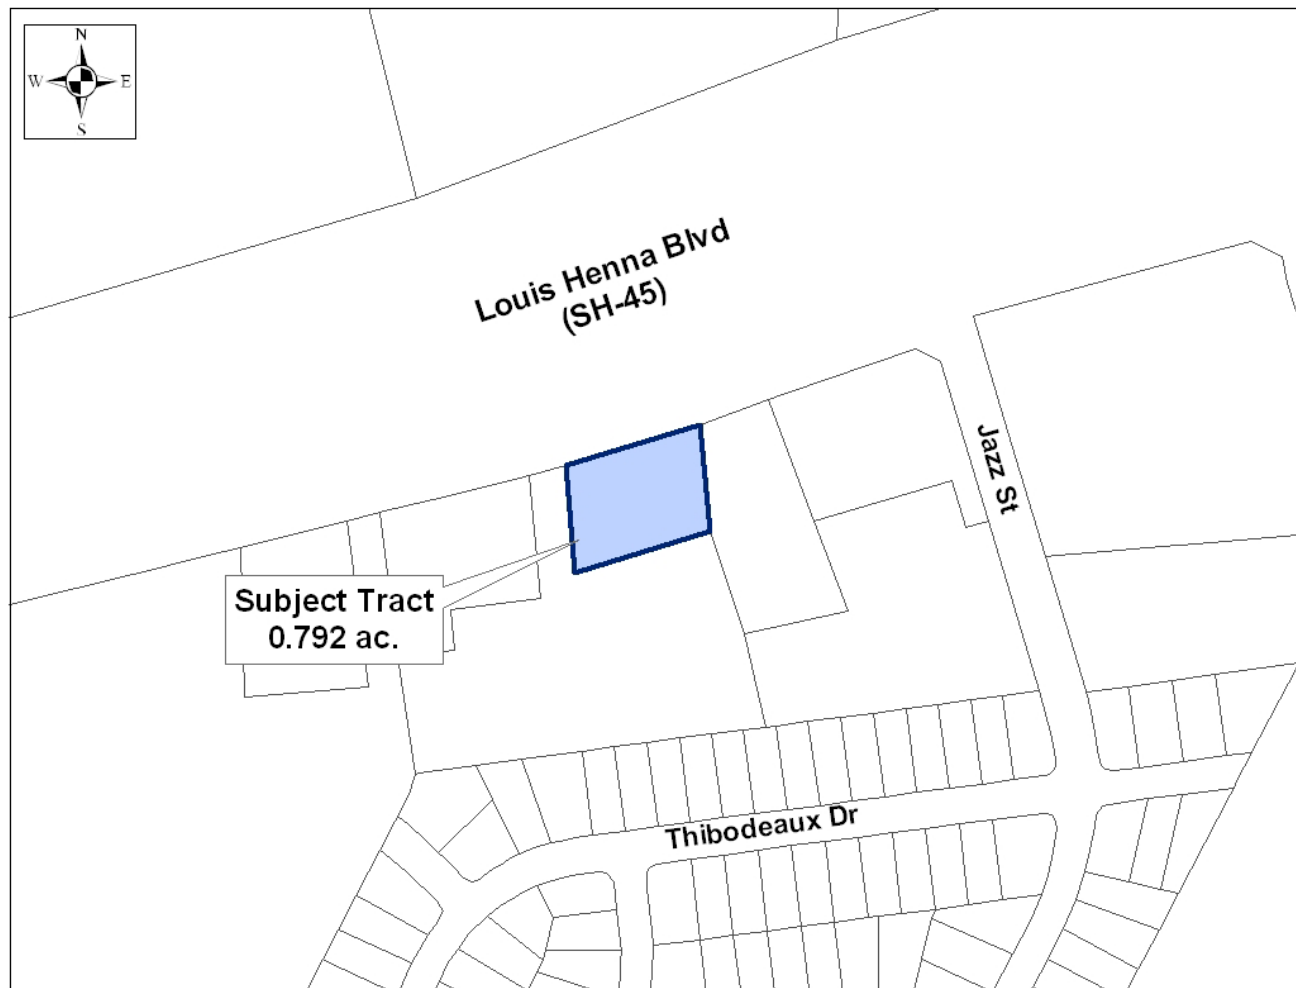 N
W E
S
Louis Henna Blvd
(SH-45)
Jazz St
Subject Tract
0.792 ac.
Thibodeaux Dr